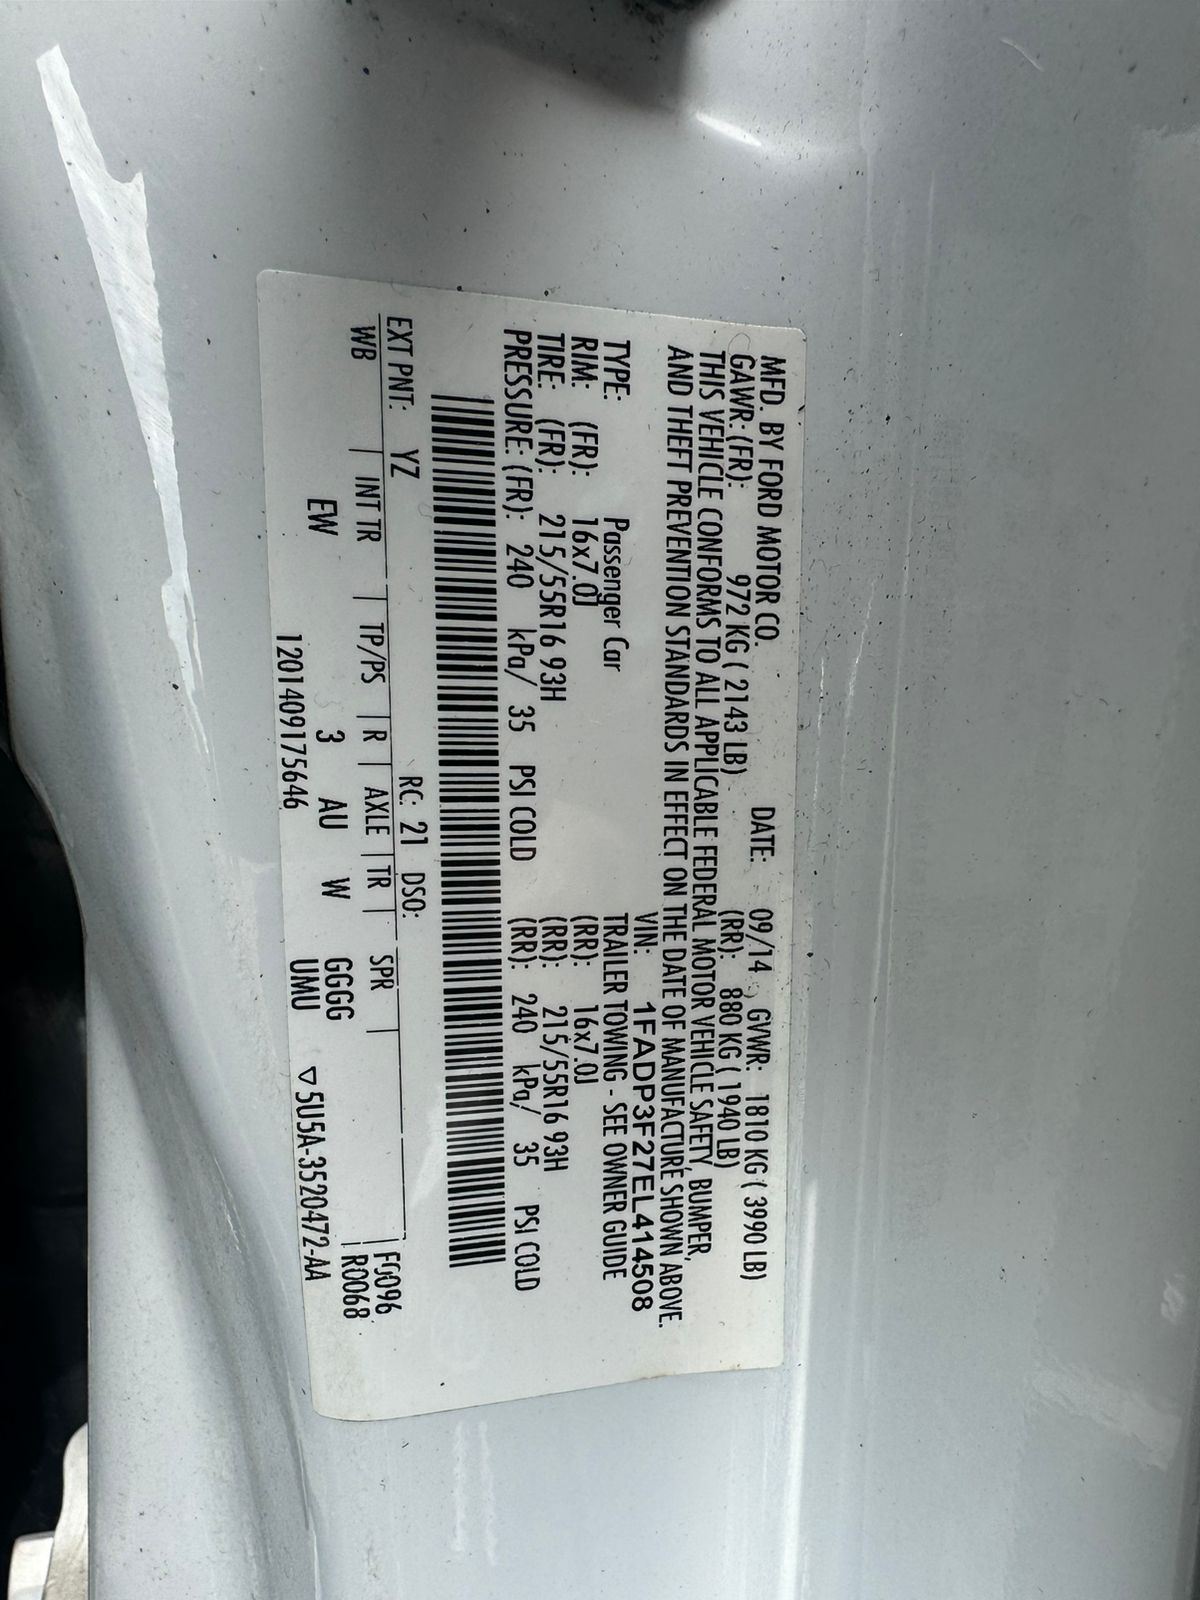 MFD. BY FORD MOTOR CO. DATE: 09/14 GVWR: 1810 KG ( 3990 LB)
GAWR: (FR): 972 KG ( 2143 LB) (RR): 880 KG ( 1940 LB)
THIS VEHICLE CONFORMS TO ALL APPLICABLE FEDERAL MOTOR VEHICLE SAFETY, BUMPER,
AND THEFT PREVENTION STANDARDS IN EFFECT ON THE DATE OF MANUFACTURE SHOWN ABOVE.
VIN: 1FADP3F27EL414508
TYPE: Passenger Car TRAILER TOWING - SEE OWNER GUIDE
RIM: (FR): 16x7.0J (RR): 16x7.0J
TIRE: (FR): 215/55R16 93H (RR): 215/55R16 93H
PRESSURE: (FR): 240 kPa/ 35 PSI COLD (RR): 240 kPa/ 35 PSI COLD
EXT PNT: YZ RC: 21 DSO: F0096
WB | INT TR | TP/PS | R | AXLE | TR | SPR | R0068
EW 3 AU W GGGG
UMU ▽5U5A-3520472-AA
1201409175646